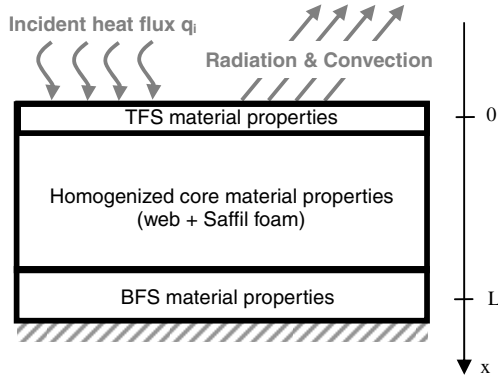 Incident heat flux qi
Radiation & Convection
TFS material properties
0
Homogenized core material properties
(web + Saffil foam)
BFS material properties
L
x